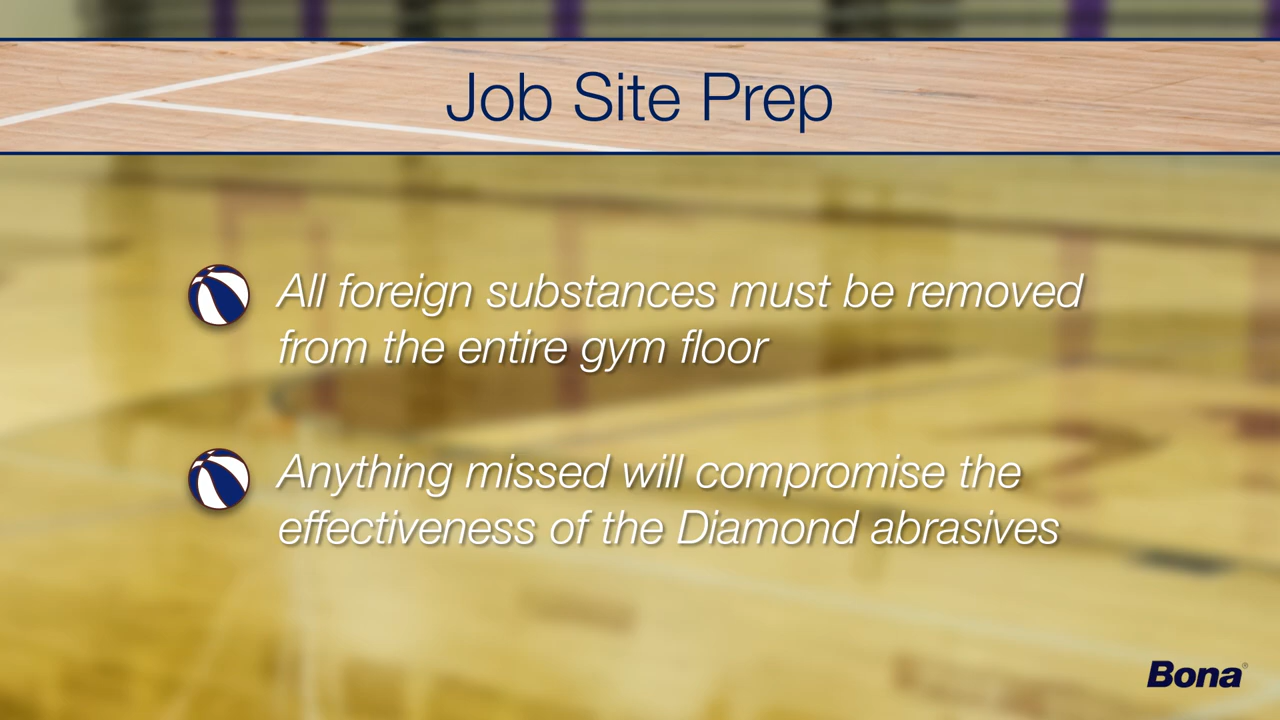 Job Site Prep
All foreign substances must be removed
from the entire gym floor
Anything missed will compromise the
effectiveness of the Diamond abrasives
Bona®